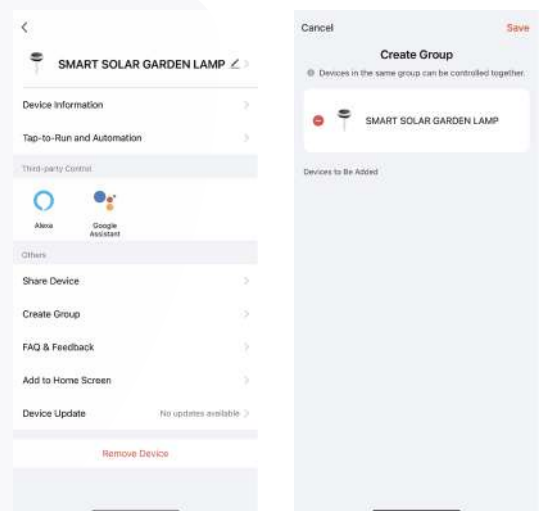 SMART SOLAR GARDEN LAMP
Device Information
Tap-to-Run and Automation
Third-party Control
Alexa
Google
Assistant
Others
Share Device
Create Group
FAQ & Feedback
Add to Home Screen
Device Update
No updates available
Remove Device
Cancel
Save
Create Group
Devices in the same group can be controlled together.
SMART SOLAR GARDEN LAMP
Devices to Be Added